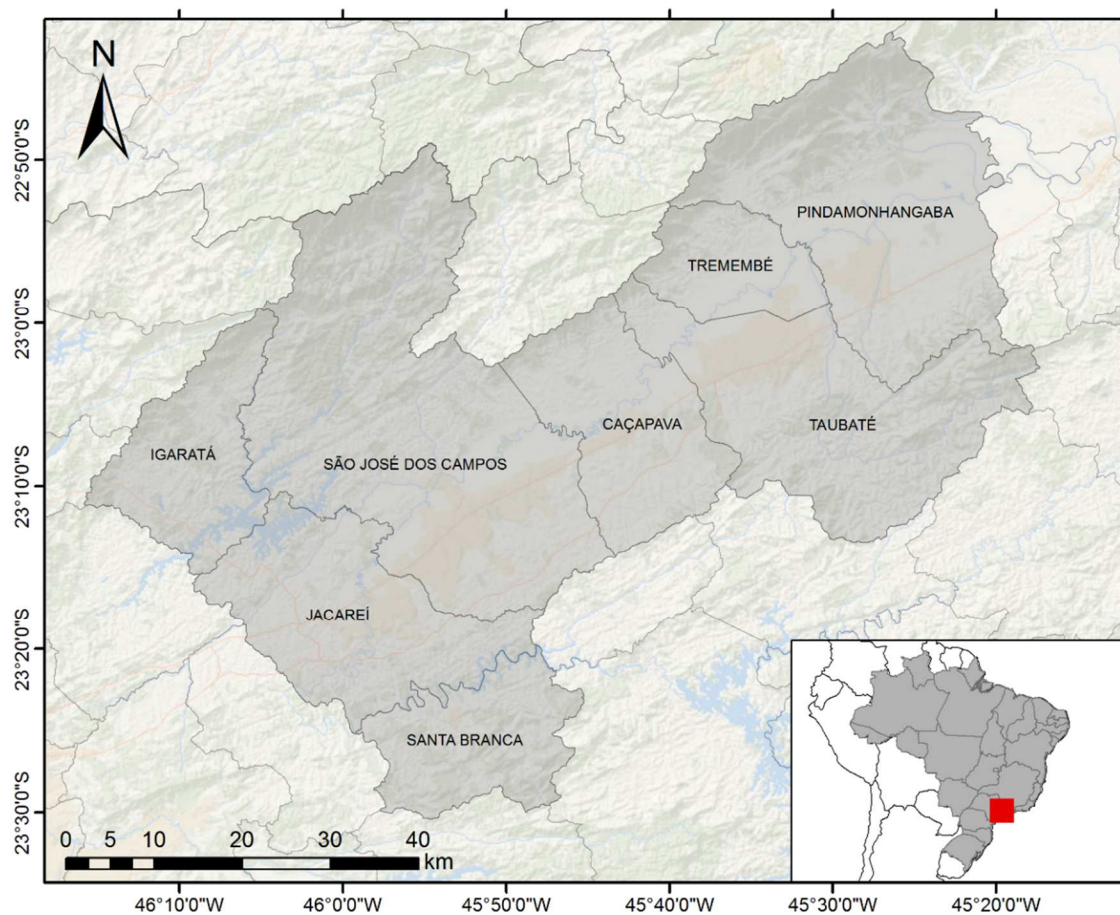 N
22°50'0"S
23°0'0"S
23°10'0"S
23°20'0"S
23°30'0"S
PINDAMONHANGABA
TREMEMBÉ
CAÇAPAVA
TAUBATÉ
IGARATÁ
SÃO JOSÉ DOS CAMPOS
JACAREÍ
SANTA BRANCA
0 5 10 20 30 40
km
46°10'0"W 46°0'0"W 45°50'0"W 45°40'0"W 45°30'0"W 45°20'0"W